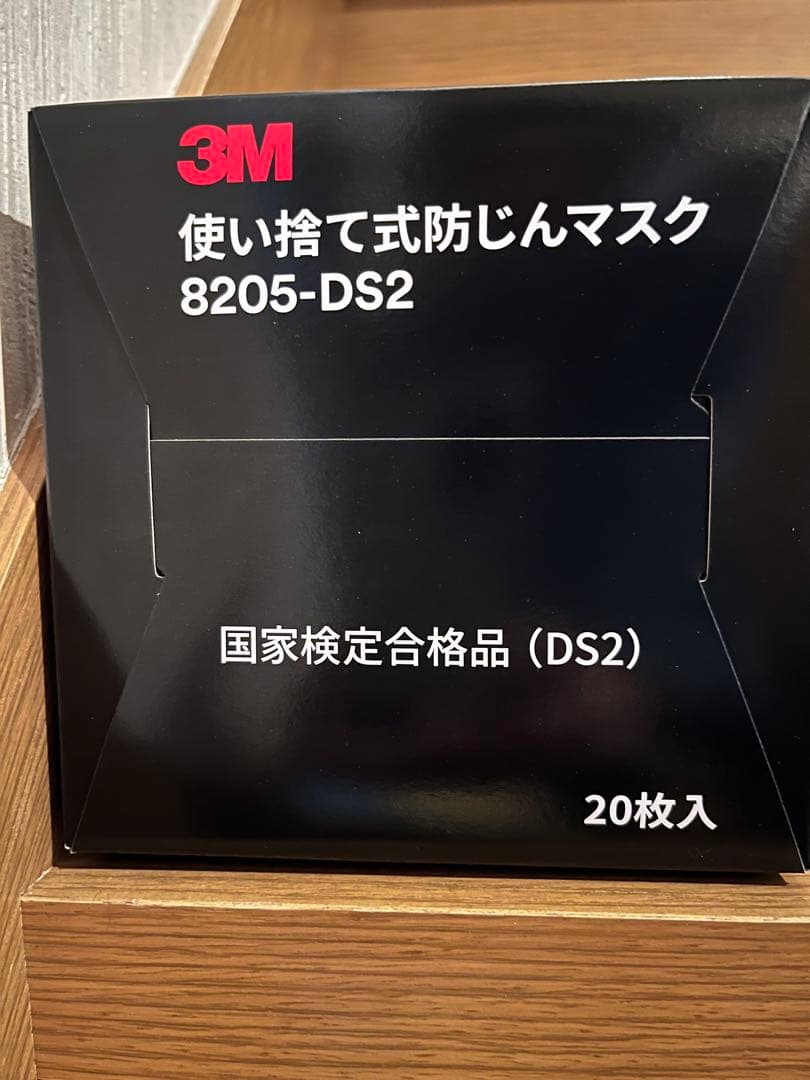 3M
使い捨て式防じんマスク
8205-DS2
国家検定合格品（DS2）
20枚入